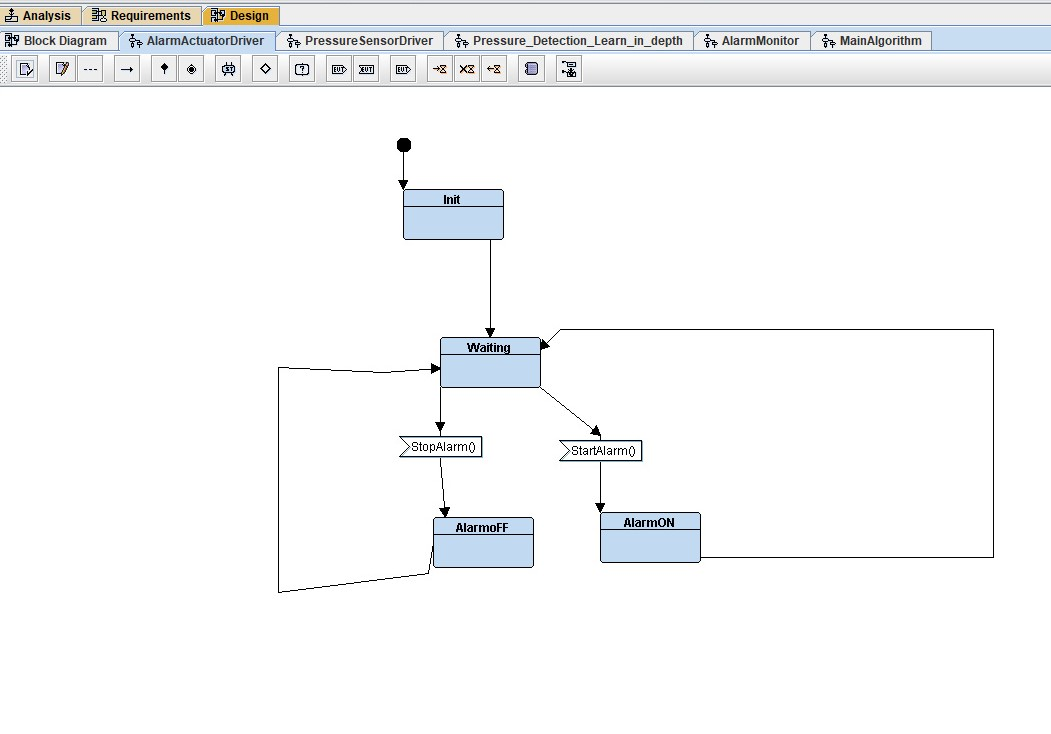 Analysis Requirements Design
Block Diagram AlarmActuatorDriver PressureSensorDriver Pressure_Detection_Learn_in_depth AlarmMonitor MainAlgorithm
Init
Waiting
StopAlarm()
StartAlarm()
AlarmoFF
AlarmON